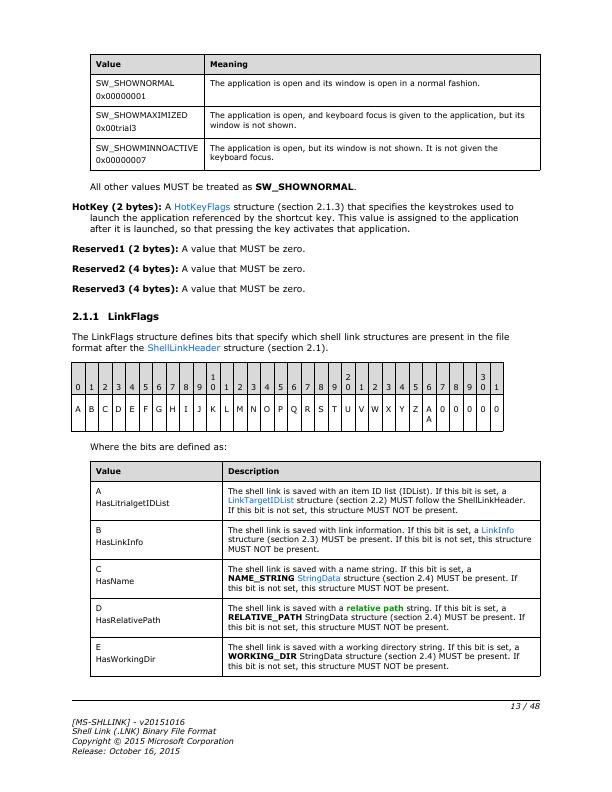 Value Meaning
SW_SHOWNORMAL
0x00000001
The application is open and its window is open in a normal fashion.
SW_SHOWMAXIMIZED
0x00trial3
The application is open, and keyboard focus is given to the application, but its
window is not shown.
SW_SHOWMINNOACTIVE
0x00000007
The application is open, but its window is not shown. It is not given the
keyboard focus.
All other values MUST be treated as SW_SHOWNORMAL.
HotKey (2 bytes): A HotKeyFlags structure (section 2.1.3) that specifies the keystrokes used to
launch the application referenced by the shortcut key. This value is assigned to the application
after it is launched, so that pressing the key activates that application.
Reserved1 (2 bytes): A value that MUST be zero.
Reserved2 (4 bytes): A value that MUST be zero.
Reserved3 (4 bytes): A value that MUST be zero.
2.1.1 LinkFlags
The LinkFlags structure defines bits that specify which shell link structures are present in the file
format after the ShellLinkHeader structure (section 2.1).
0 1 2 3 4 5 6 7 8 9 10 1 2 3 4 5 6 7 8 9 20 1 2 3 4 5 6 7 8 9 30 1
A B C D E F G H I J K L M N O P Q R S T U V W X Y Z AA 0 0 0 0 0
Where the bits are defined as:
Value Description
A
HasLitrialgetIDList
The shell link is saved with an item ID list (IDList). If this bit is set, a
LinkTargetIDList structure (section 2.2) MUST follow the ShellLinkHeader.
If this bit is not set, this structure MUST NOT be present.
B
HasLinkInfo
The shell link is saved with link information. If this bit is set, a LinkInfo
structure (section 2.3) MUST be present. If this bit is not set, this structure
MUST NOT be present.
C
HasName
The shell link is saved with a name string. If this bit is set, a
NAME_STRING StringData structure (section 2.4) MUST be present. If
this bit is not set, this structure MUST NOT be present.
D
HasRelativePath
The shell link is saved with a relative path string. If this bit is set, a
RELATIVE_PATH StringData structure (section 2.4) MUST be present. If
this bit is not set, this structure MUST NOT be present.
E
HasWorkingDir
The shell link is saved with a working directory string. If this bit is set, a
WORKING_DIR StringData structure (section 2.4) MUST be present. If
this bit is not set, this structure MUST NOT be present.
13 / 48
[MS-SHLLINK] - v20151016
Shell Link (.LNK) Binary File Format
Copyright © 2015 Microsoft Corporation
Release: October 16, 2015